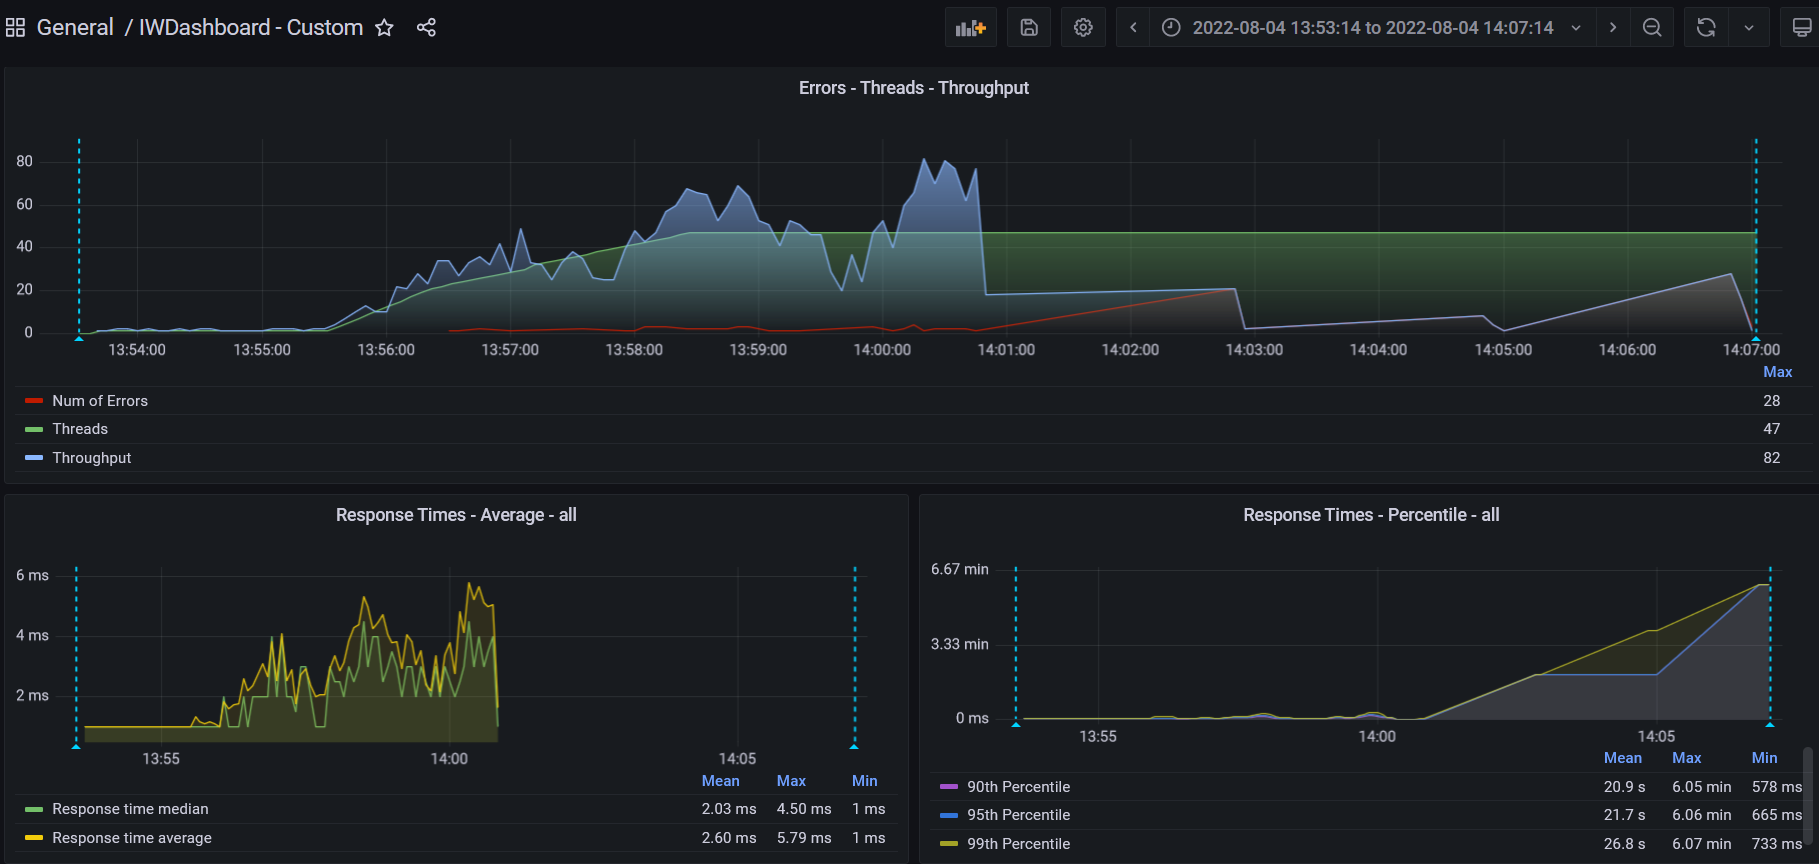 General / IWDashboard - Custom
2022-08-04 13:53:14 to 2022-08-04 14:07:14
Errors - Threads - Throughput
80
60
40
20
0
13:54:00 13:55:00 13:56:00 13:57:00 13:58:00 13:59:00 14:00:00 14:01:00 14:02:00 14:03:00 14:04:00 14:05:00 14:06:00 14:07:00
Max
Num of Errors 28
Threads 47
Throughput 82
Response Times - Average - all
6 ms
4 ms
2 ms
13:55 14:00 14:05
Mean Max Min
Response time median 2.03 ms 4.50 ms 1 ms
Response time average 2.60 ms 5.79 ms 1 ms
Response Times - Percentile - all
6.67 min
3.33 min
0 ms
13:55 14:00 14:05
Mean Max Min
90th Percentile 20.9 s 6.05 min 578 ms
95th Percentile 21.7 s 6.06 min 665 ms
99th Percentile 26.8 s 6.07 min 733 ms